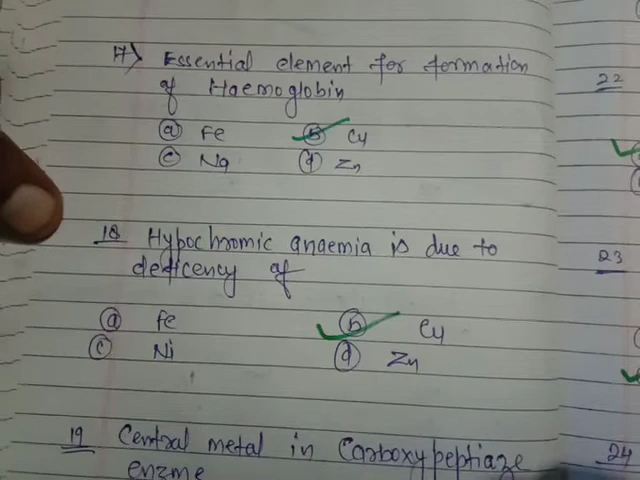 17) Essential element for formation
of Haemoglobin
(a) Fe (b) Cu
(c) Na (d) Zn
18 Hypochromic anaemia is due to
deficency of
(a) Fe (b) Cu
(c) Ni (d) Zn
19 Central metal in Carboxypeptiaze
enzme
22
23
24